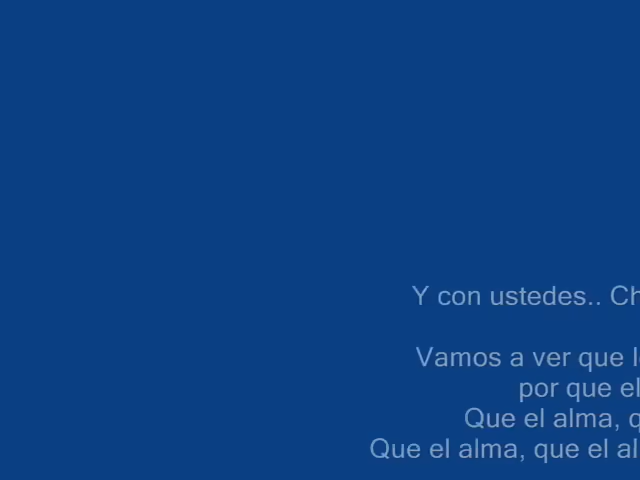 Y con ustedes.. Ch
Vamos a ver que l
por que el
Que el alma, q
Que el alma, que el al